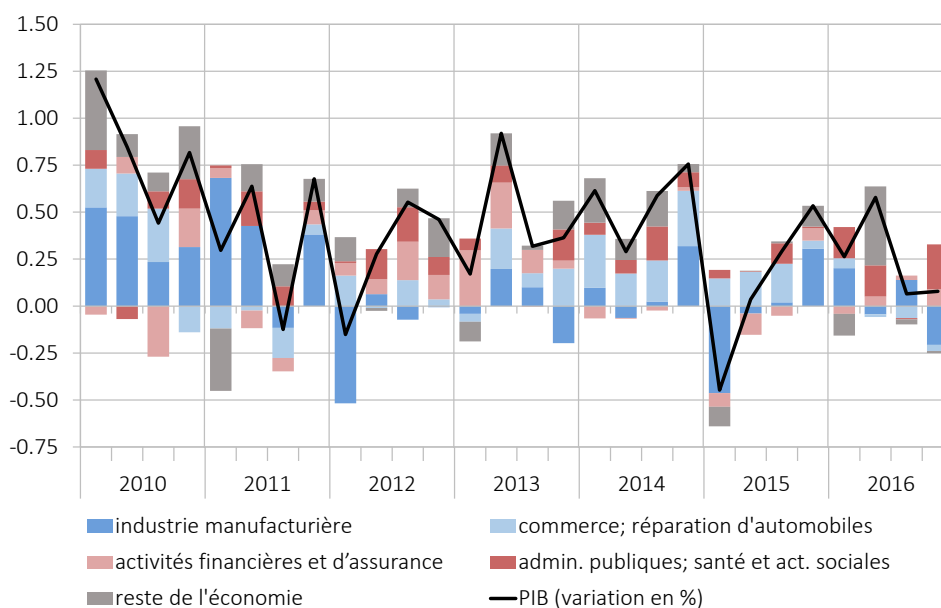 1.50
1.25
1.00
0.75
0.50
0.25
0.00
-0.25
-0.50
-0.75
2010 2011 2012 2013 2014 2015 2016
industrie manufacturière commerce; réparation d'automobiles
activités financières et d’assurance admin. publiques; santé et act. sociales
reste de l'économie PIB (variation en %)